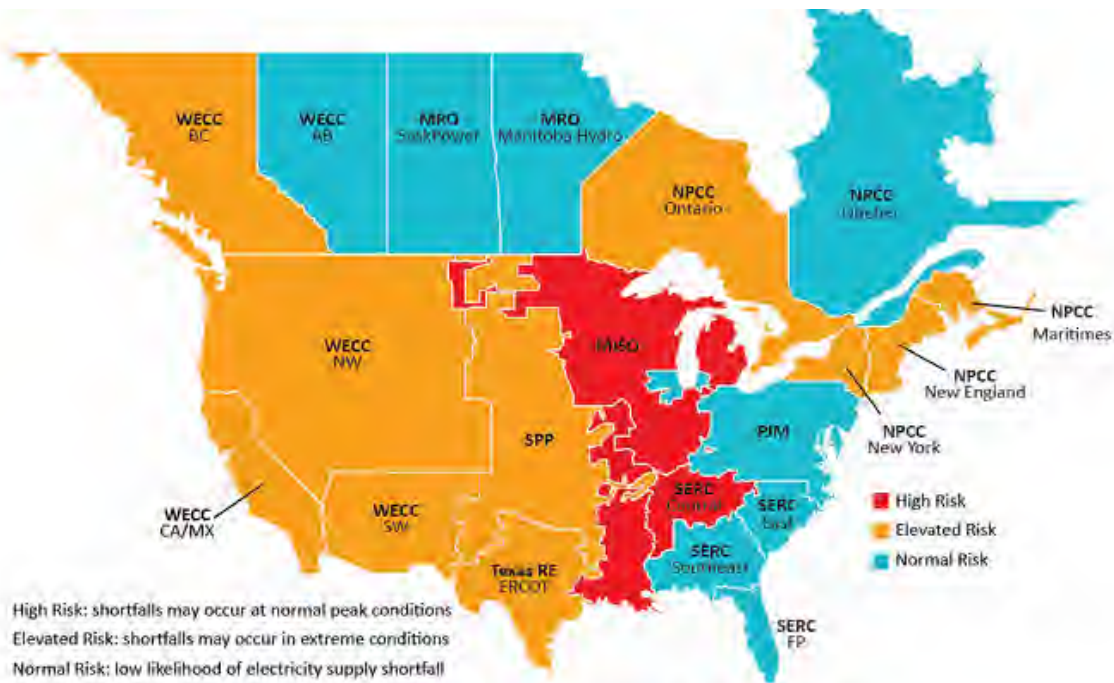 WECC
BC
WECC
AB
MRO
SaskPower
MRO
Manitoba Hydro
NPCC
Ontario
NPCC
Quebec
NPCC
Maritimes
NPCC
New England
NPCC
New York
WECC
NW
MISO
SPP
PJM
WECC
CA/MX
WECC
SW
SERC
Central
SERC
East
SERC
Southeast
Texas RE
ERCOT
SERC
FP
High Risk
Elevated Risk
Normal Risk
High Risk: shortfalls may occur at normal peak conditions
Elevated Risk: shortfalls may occur in extreme conditions
Normal Risk: low likelihood of electricity supply shortfall